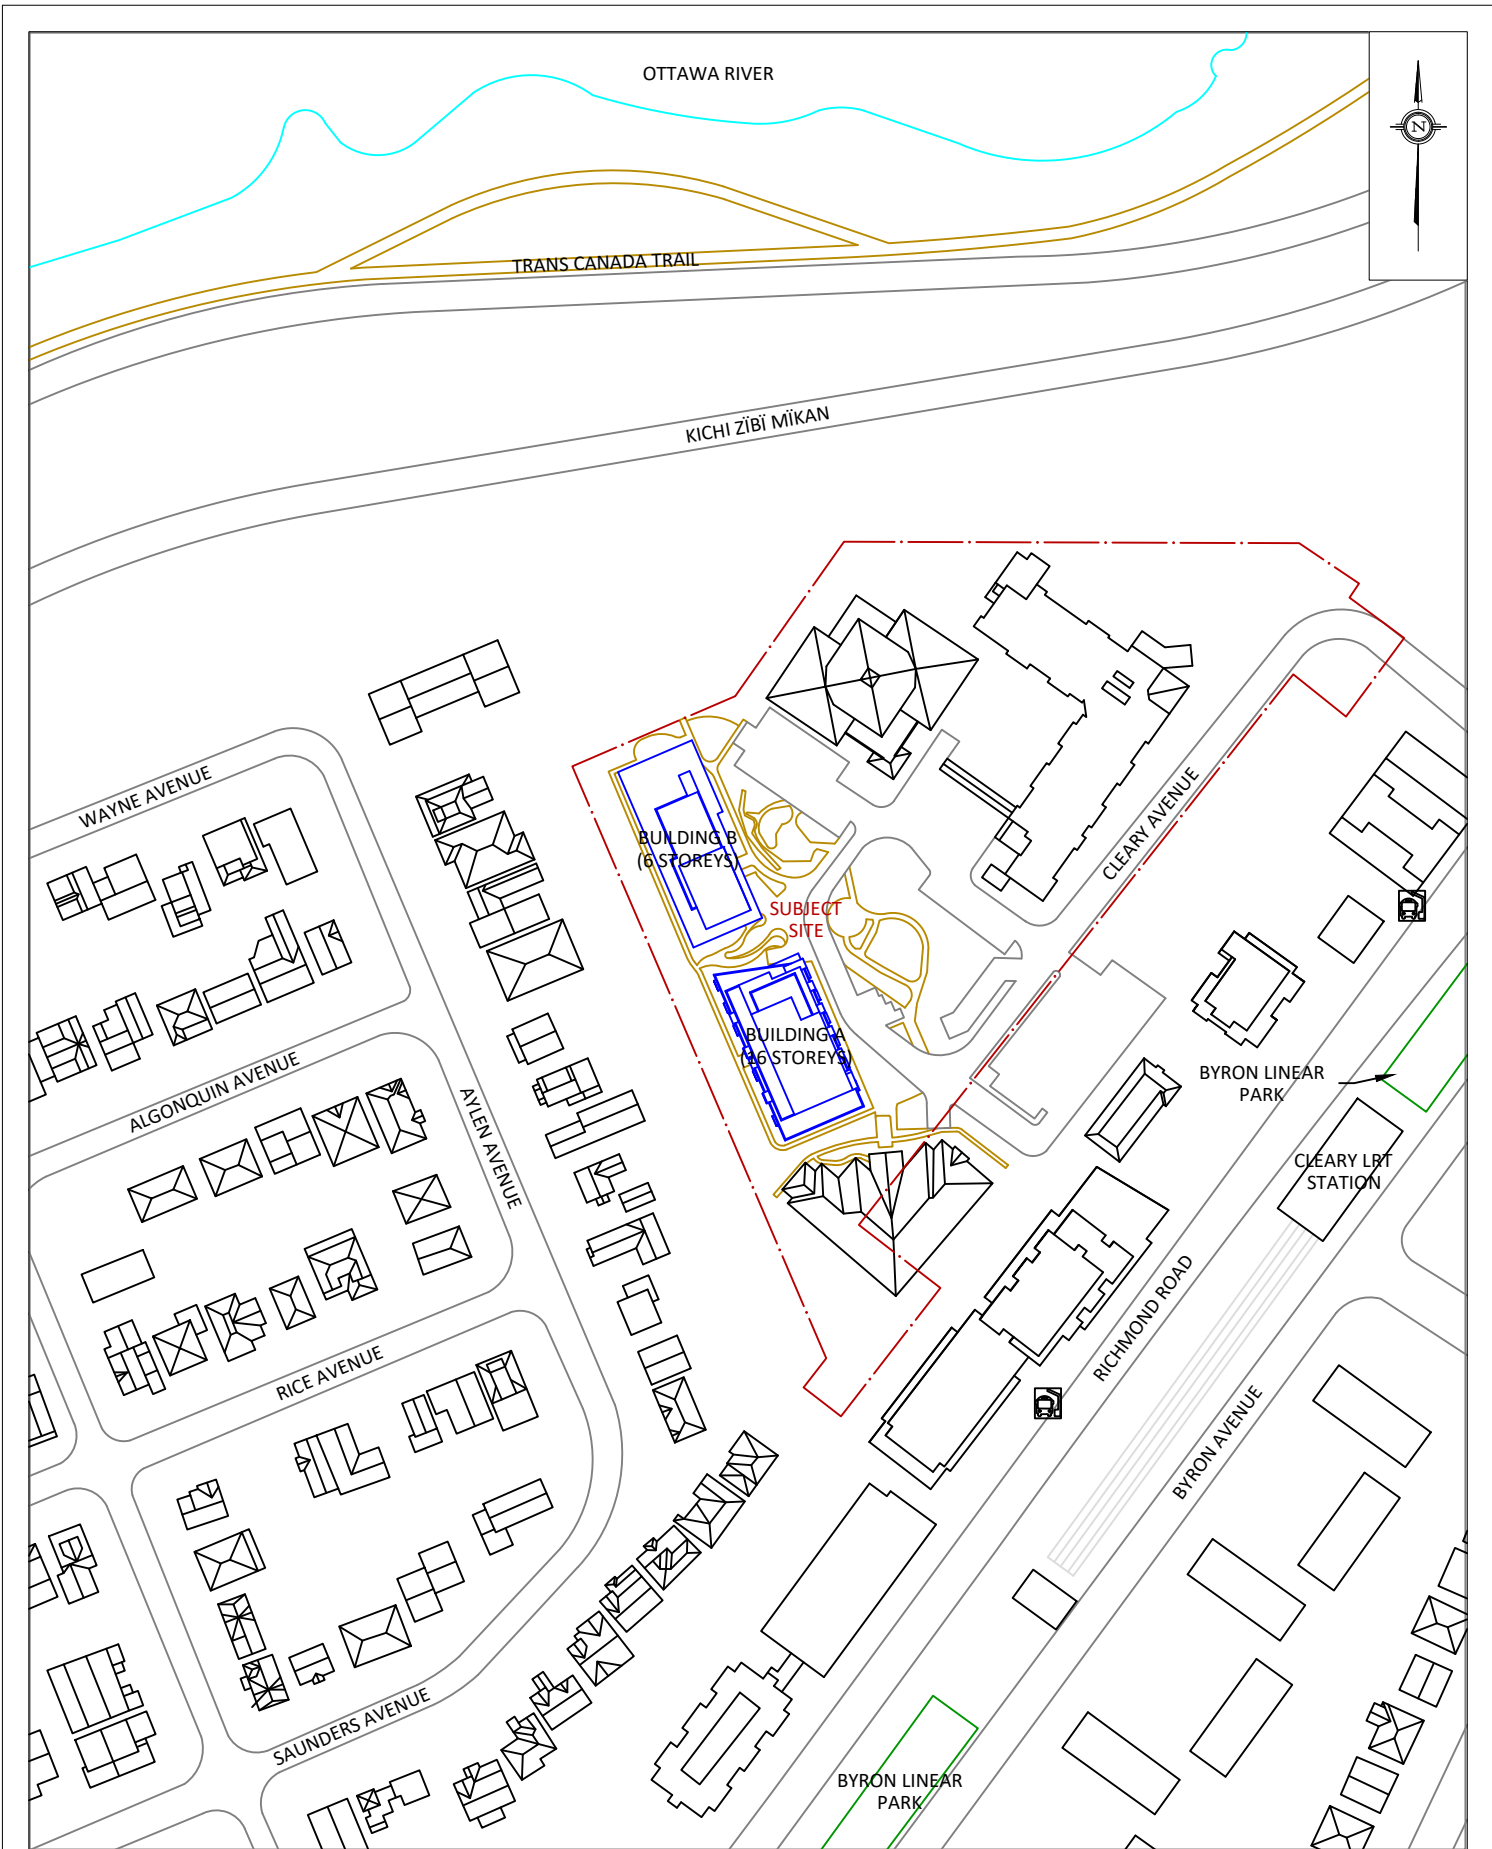 OTTAWA RIVER
N
TRANS CANADA TRAIL
KICHI ZÏBÏ MÏKAN
WAYNE AVENUE
CLEARY AVENUE
BUILDING B
(6 STOREYS)
SUBJECT
SITE
BUILDING A
(16 STOREYS)
ALGONQUIN AVENUE
AYLEN AVENUE
BYRON LINEAR
PARK
CLEARY LRT
STATION
RICHMOND ROAD
RICE AVENUE
BYRON AVENUE
SAUNDERS AVENUE
BYRON LINEAR
PARK